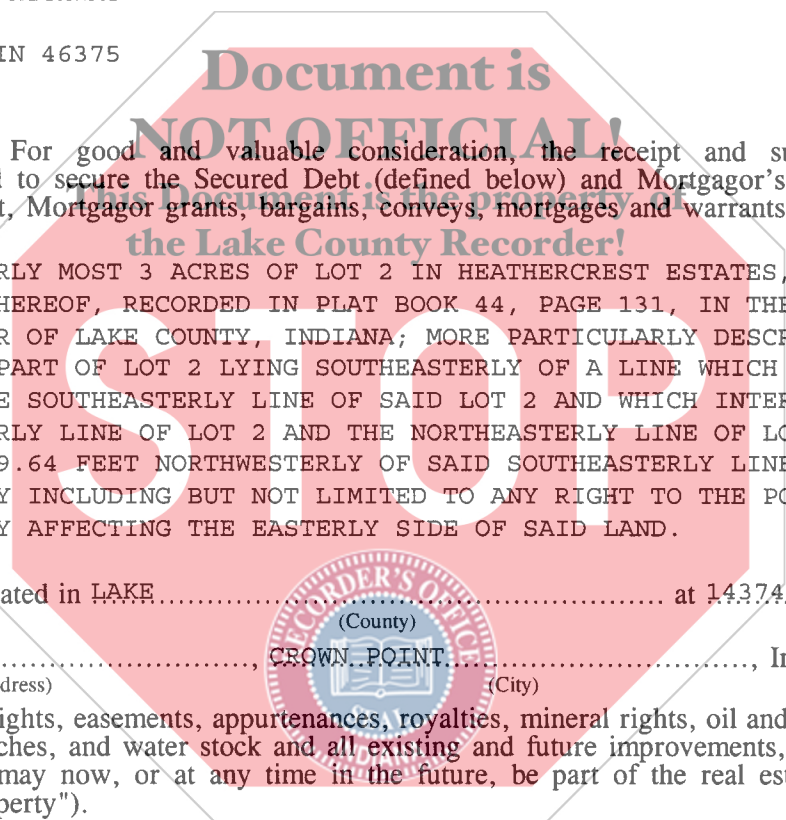 IN 46375
Document is
NOT OFFICIAL!
This Document is the property of
the Lake County Recorder!
STOP
For good and valuable consideration, the receipt and su
to secure the Secured Debt (defined below) and Mortgagor's
t, Mortgagor grants, bargains, conveys, mortgages and warrants
RLY MOST 3 ACRES OF LOT 2 IN HEATHERCREST ESTATES,
HEREOF, RECORDED IN PLAT BOOK 44, PAGE 131, IN THE
R OF LAKE COUNTY, INDIANA; MORE PARTICULARLY DESCR
PART OF LOT 2 LYING SOUTHEASTERLY OF A LINE WHICH
E SOUTHEASTERLY LINE OF SAID LOT 2 AND WHICH INTER
RLY LINE OF LOT 2 AND THE NORTHEASTERLY LINE OF LO
9.64 FEET NORTHWESTERLY OF SAID SOUTHEASTERLY LINE
Y INCLUDING BUT NOT LIMITED TO ANY RIGHT TO THE PO
Y AFFECTING THE EASTERLY SIDE OF SAID LAND.
ated in LAKE at 14374
(County)
, CROWN POINT , In
dress) (City)
RECORDER'S OFFICE
SEAL
INDIANA
ights, easements, appurtenances, royalties, mineral rights, oil and
ches, and water stock and all existing and future improvements,
may now, or at any time in the future, be part of the real est
perty").